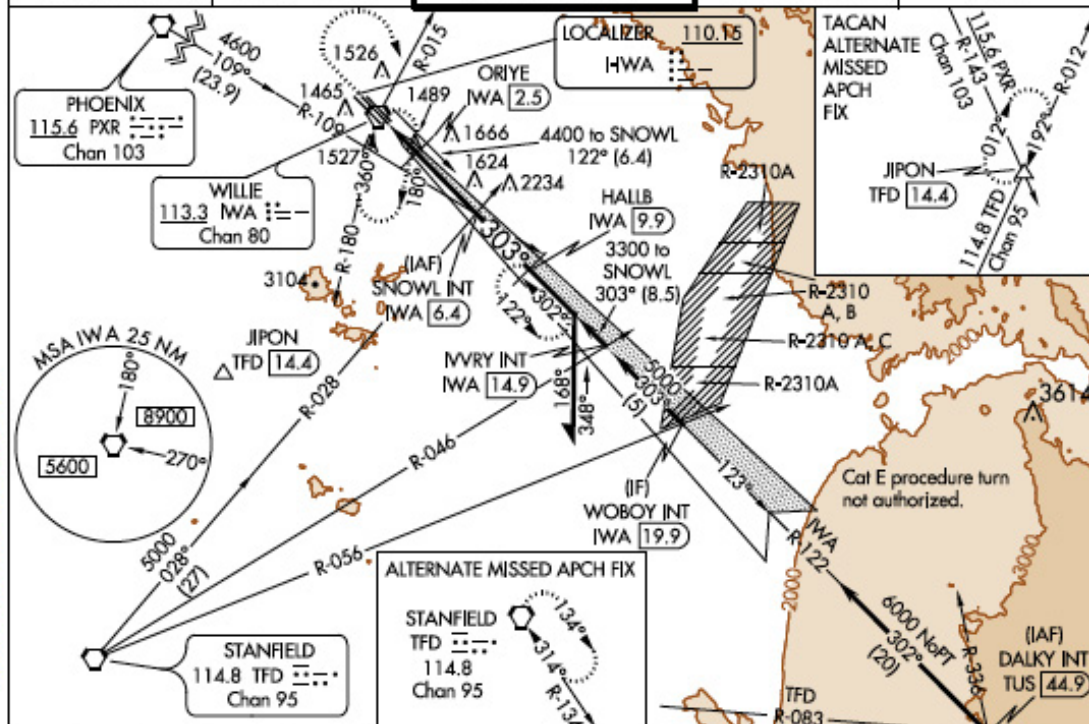 4600
109°
(23.9)
PHOENIX
115.6 PXR
Chan 103
R-109
1526
1465
1489
1527
R-015
ORIYE
IWA 2.5
LOCALIZER 110.15
I-IWA
1666
1624
2234
4400 to SNOWL
122° (6.4)
WILLIE
113.3 IWA
Chan 80
360°
180°
R-180
HALLB
IWA 9.9
3300 to
SNOWL
303° (8.5)
303°
(IAF)
SNOWL INT
IWA 6.4
3104
302°
122°
R-2310A
R-2310
A, B
R-2310 A, C
R-2310A
TACAN
ALTERNATE
MISSED
APCH
FIX
115.6 PXR
R-143
Chan 103
R-012
012°
192°
JIPON
TFD 14.4
114.8 TFD
Chan 95
2000
MSA IWA 25 NM
180°
8900
5600
270°
JIPON
TFD 14.4
R-028
IVVRY INT
IWA 14.9
168°
348°
5000
303°
(5)
R-046
3614
Cat E procedure turn
not authorized.
(IF)
WOBOY INT
IWA 19.9
123°
IWA
R-122
2000
3000
5000
028°
(27)
R-056
STANFIELD
114.8 TFD
Chan 95
ALTERNATE MISSED APCH FIX
STANFIELD
TFD
114.8
Chan 95
134°
314°
R-134
6000 NoPT
302°
(20)
R-336
(IAF)
DALKY INT
TUS 44.9
TFD
R-083